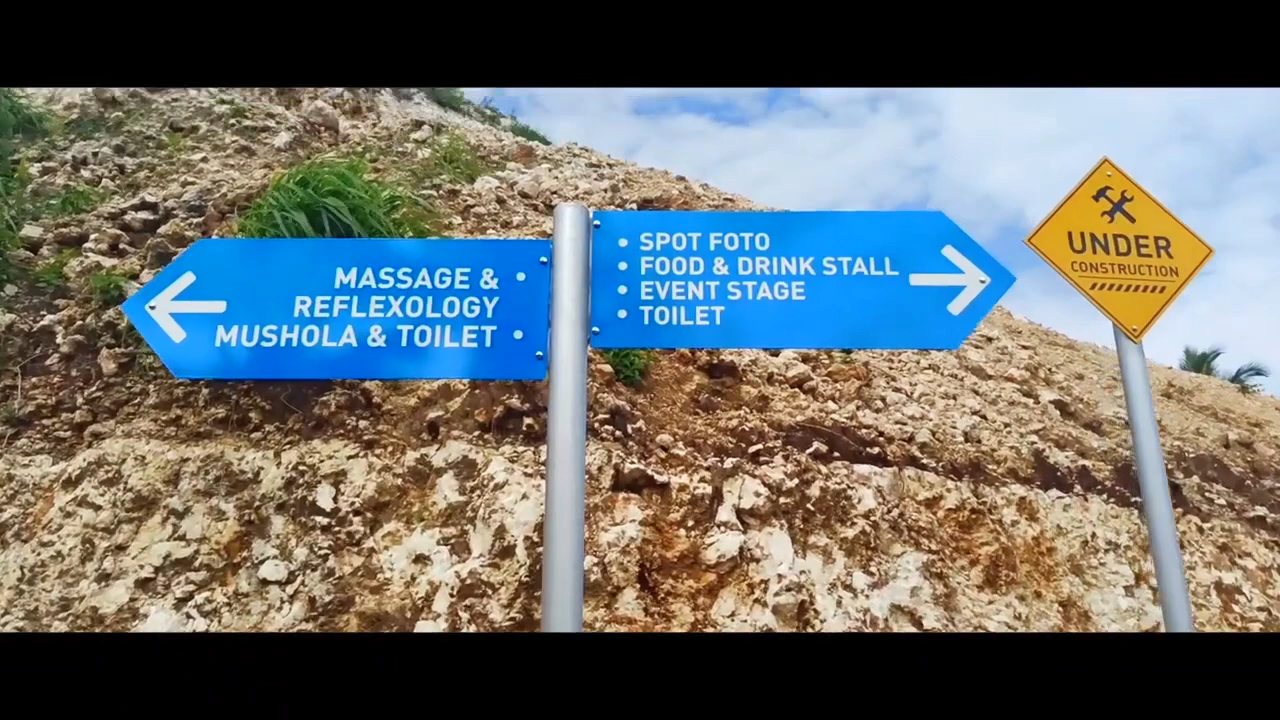 MASSAGE &
REFLEXOLOGY
MUSHOLA & TOILET
SPOT FOTO
FOOD & DRINK STALL
EVENT STAGE
TOILET
UNDER
CONSTRUCTION